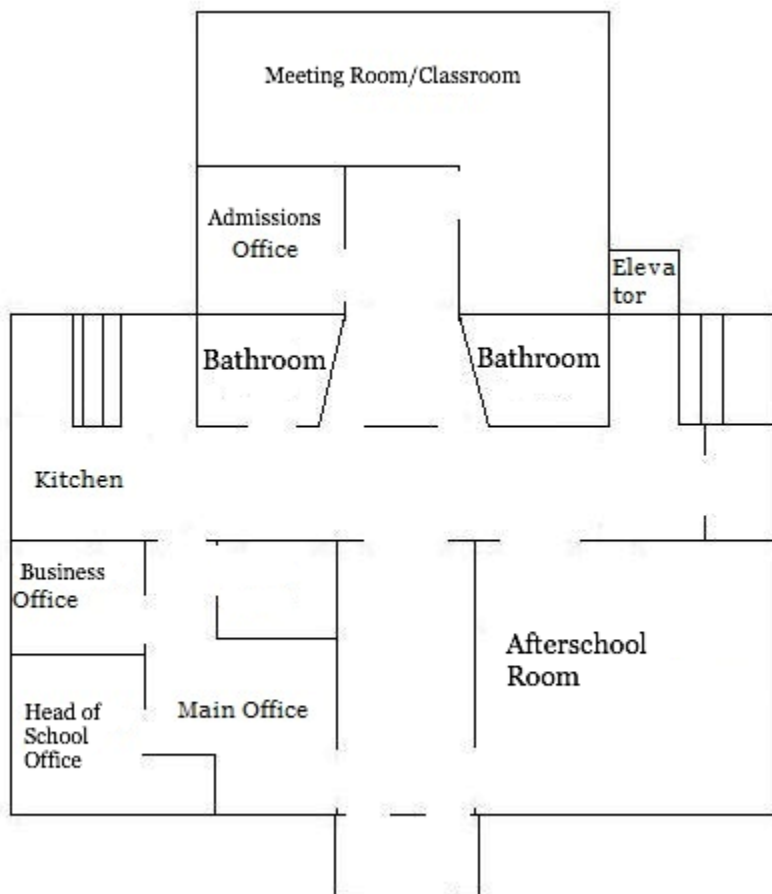 Meeting Room/Classroom
Admissions
Office
Eleva
tor
Bathroom
Bathroom
Kitchen
Business
Office
Afterschool
Room
Head of
School
Office
Main Office